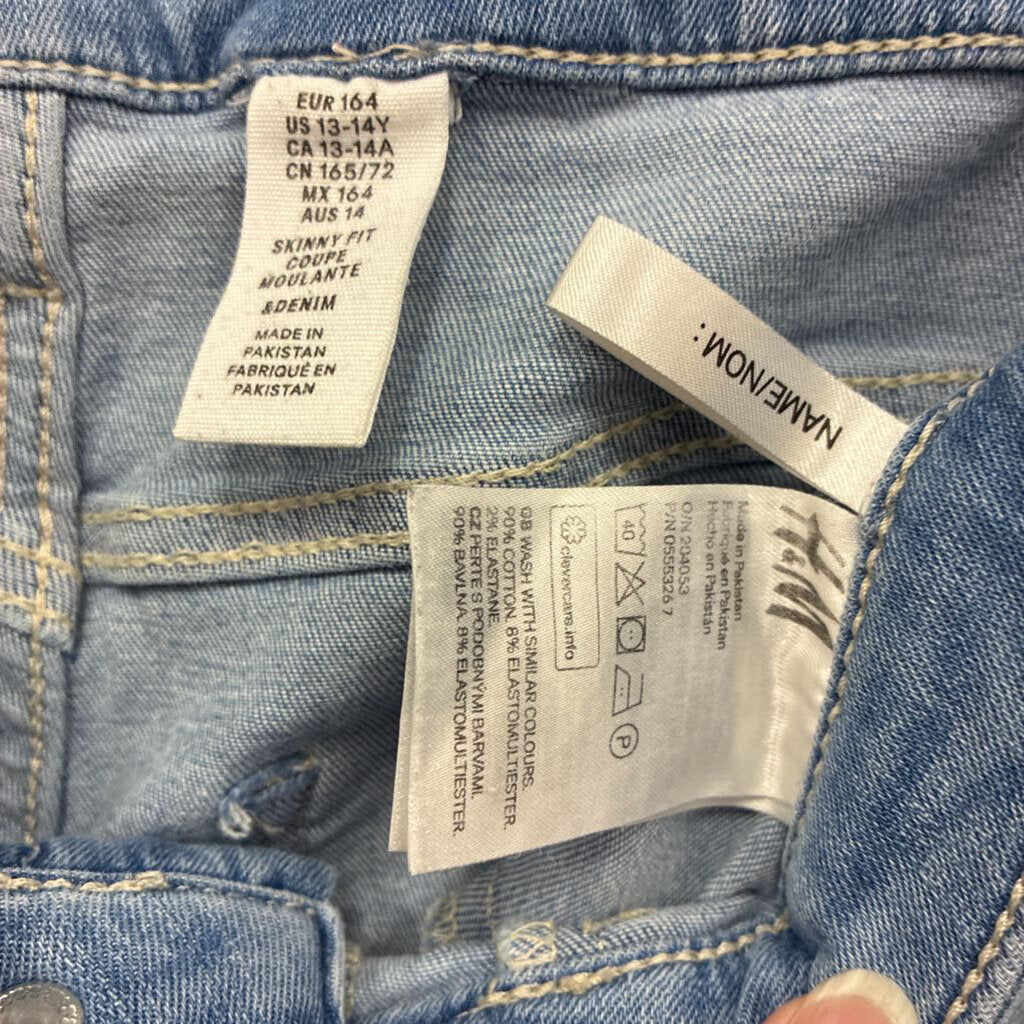 EUR 164
US 13-14Y
CA 13-14A
CN 165/72
MX 164
AUS 14
SKINNY FIT
COUPE
MOULANTE
&DENIM
MADE IN
PAKISTAN
FABRIQUÉ EN
PAKISTAN
NAME/NOM:
H&M
Made in Pakistan
Fabriqué en Pakistan
Hecho en Pakistán
O/N 204053
40
P
clevercare.info
GB WASH WITH SIMILAR COLOURS.
90% COTTON, 8% ELASTOMULTIESTER.
2% ELASTANE.
CZ PERTE S PODOBNÝMI BARVAMI.
90% BAVLNA. 8% ELASTOMULTIESTER.